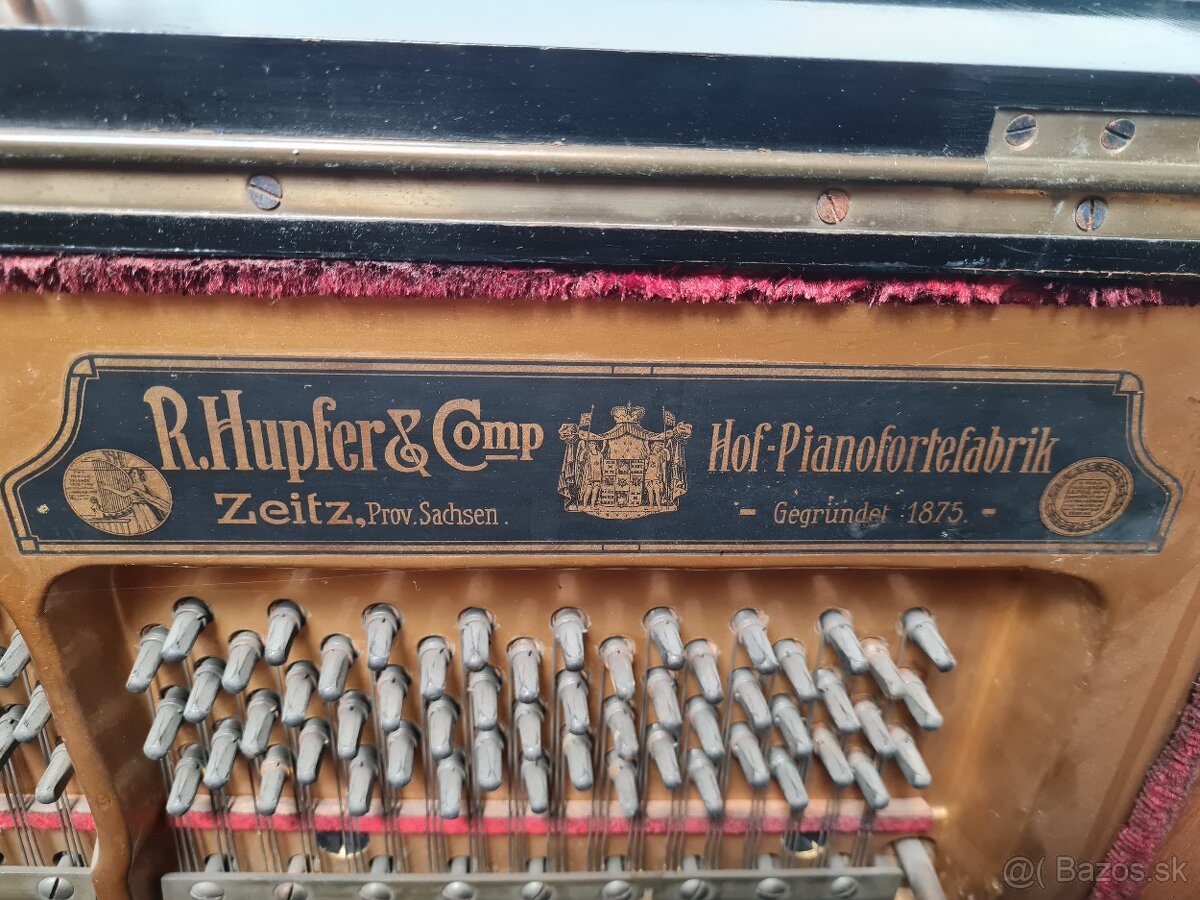 R. Hupfer & Comp
Zeitz, Prov. Sachsen.
Hof-Pianofortefabrik
- Gegründet 1875. -
@( Bazos.sk